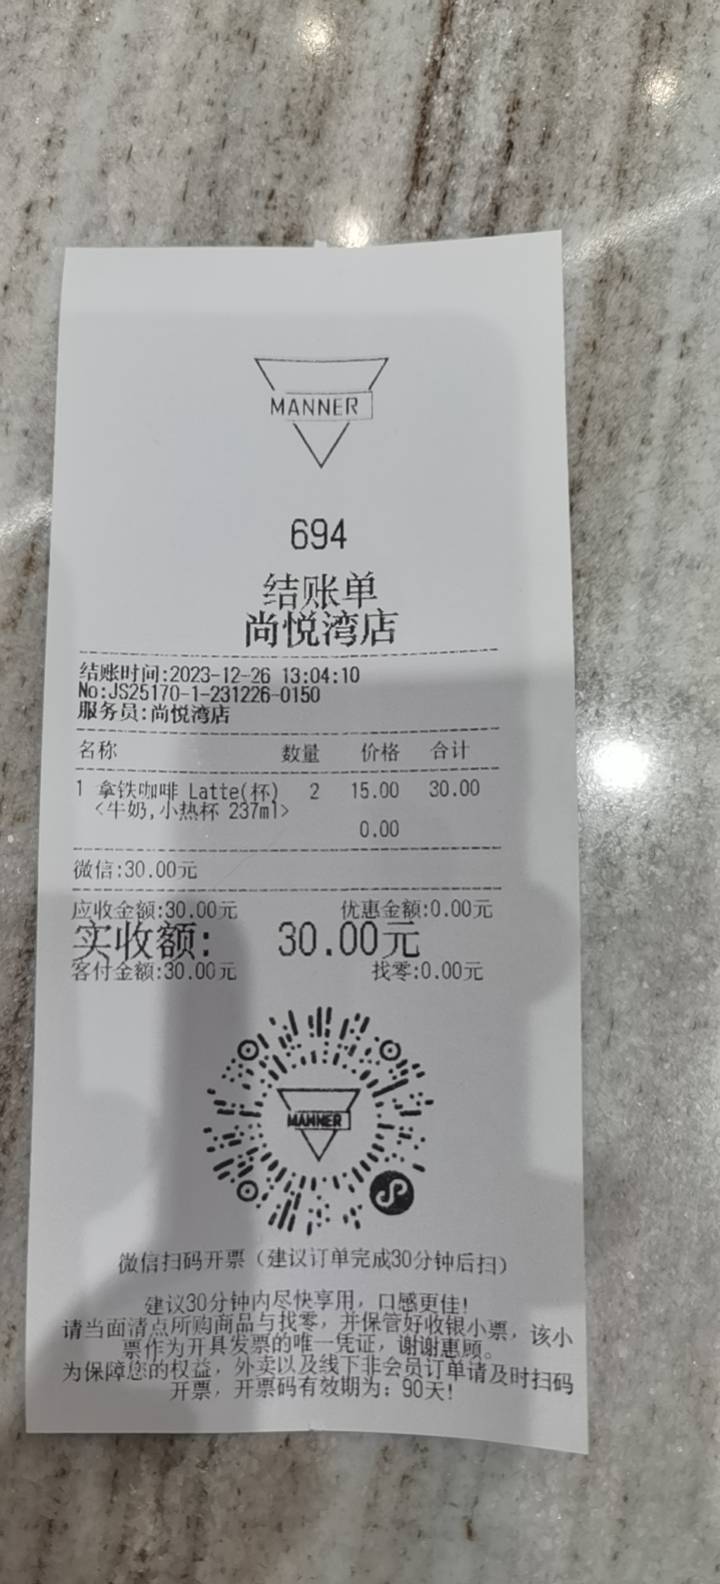 MANNER
694
结账单
尚悦湾店
结账时间:2023-12-26 13:04:10
No:JS25170-1-231226-0150
服务员:尚悦湾店
名称 数量 价格 合计
1 拿铁咖啡 Latte(杯) 2 15.00 30.00
<牛奶,小热杯 237ml>
0.00
微信:30.00元
应收金额:30.00元 优惠金额:0.00元
实收额: 30.00元
客付金额:30.00元 找零:0.00元
MANNER
微信扫码开票（建议订单完成30分钟后扫）
建议30分钟内尽快享用，口感更佳!
请当面清点所购商品与找零，并保管好收银小票，该小
票作为开具发票的唯一凭证，谢谢惠顾。
为保障您的权益，外卖以及线下非会员订单请及时扫码
开票，开票码有效期为：90天!